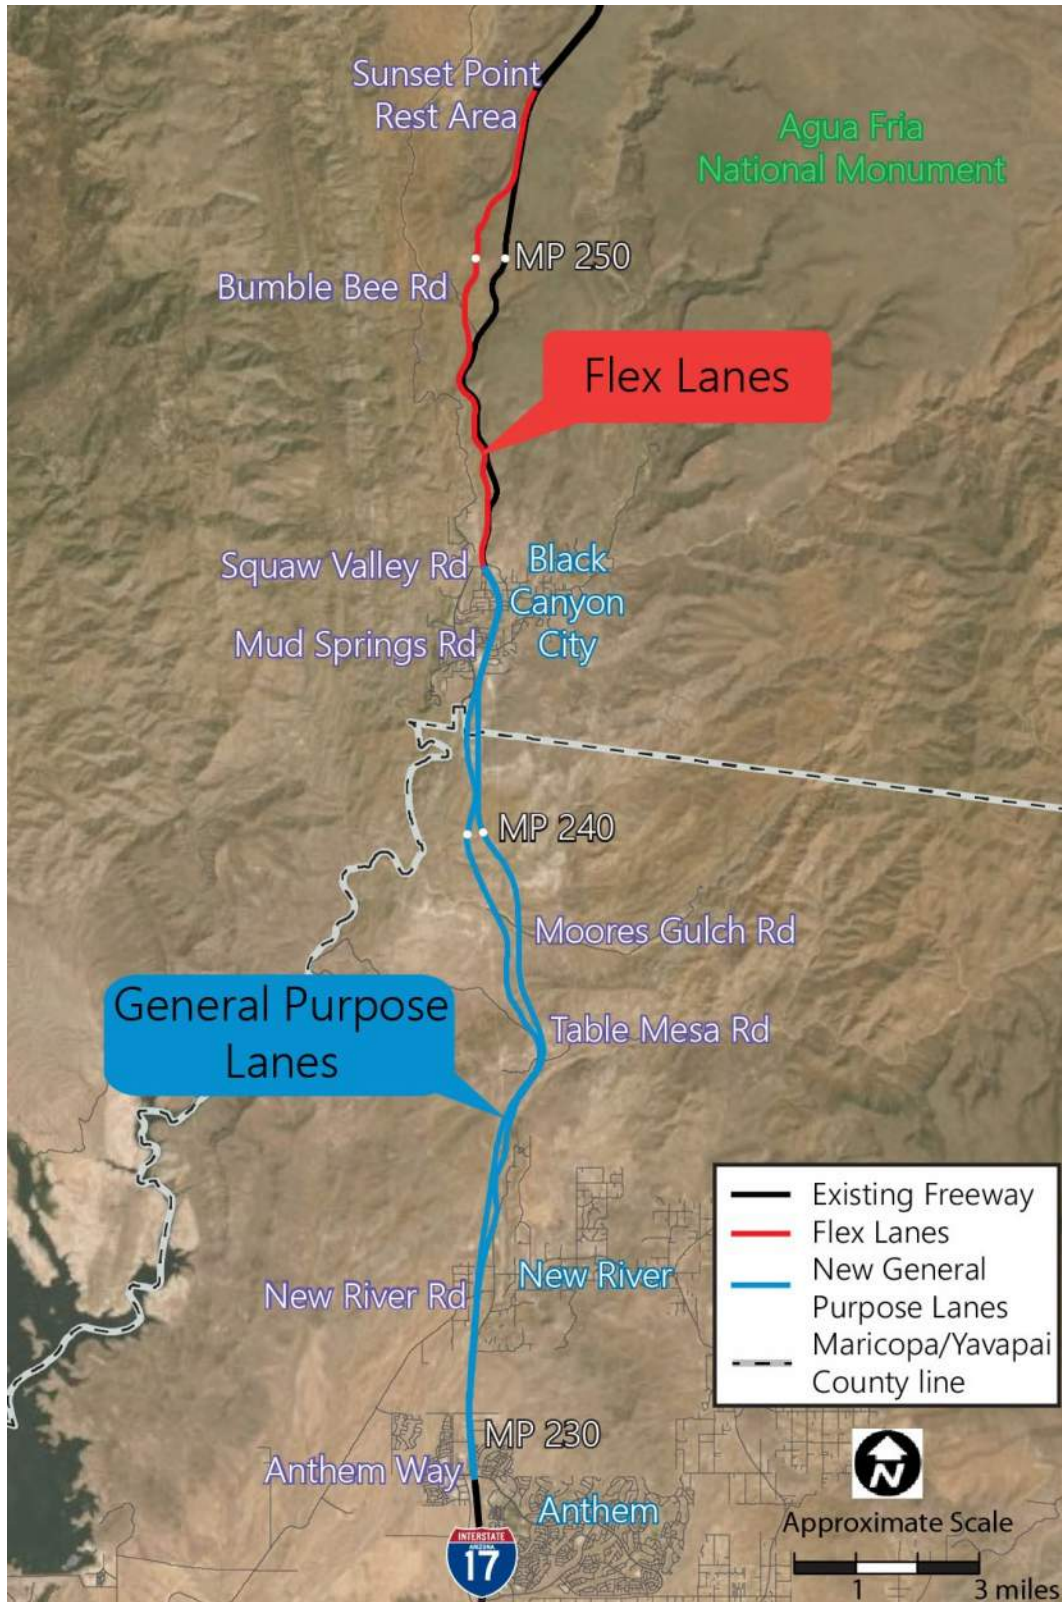 Sunset Point
Rest Area
Agua Fria
National Monument
MP 250
Bumble Bee Rd
Flex Lanes
Squaw Valley Rd
Black
Canyon
City
Mud Springs Rd
MP 240
Moores Gulch Rd
General Purpose
Lanes
Table Mesa Rd
Existing Freeway
Flex Lanes
New General
Purpose Lanes
Maricopa/Yavapai
County line
New River
New River Rd
MP 230
Anthem Way
Anthem
N
INTERSTATE
ARIZONA
17
Approximate Scale
1 3 miles